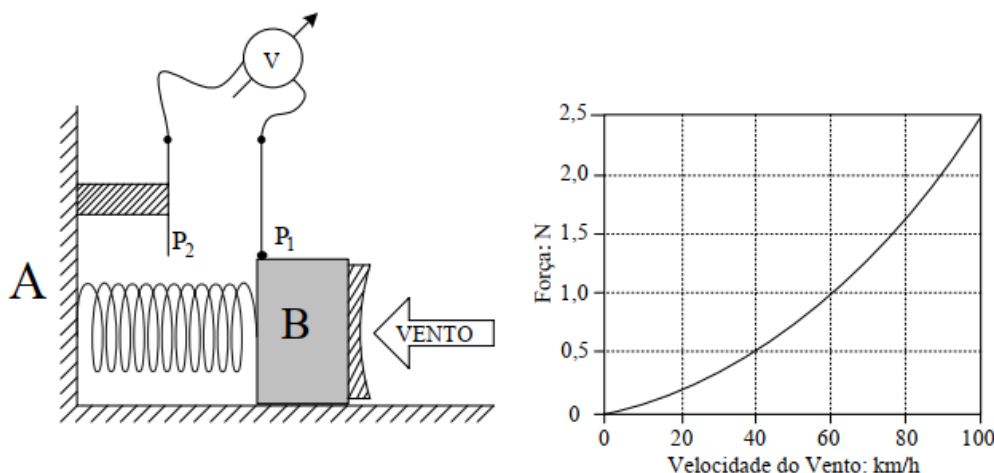 V
P₂
P₁
A
B
VENTO
Força: N
2,5
2,0
1,5
1,0
0,5
0
0 20 40 60 80 100
Velocidade do Vento: km/h